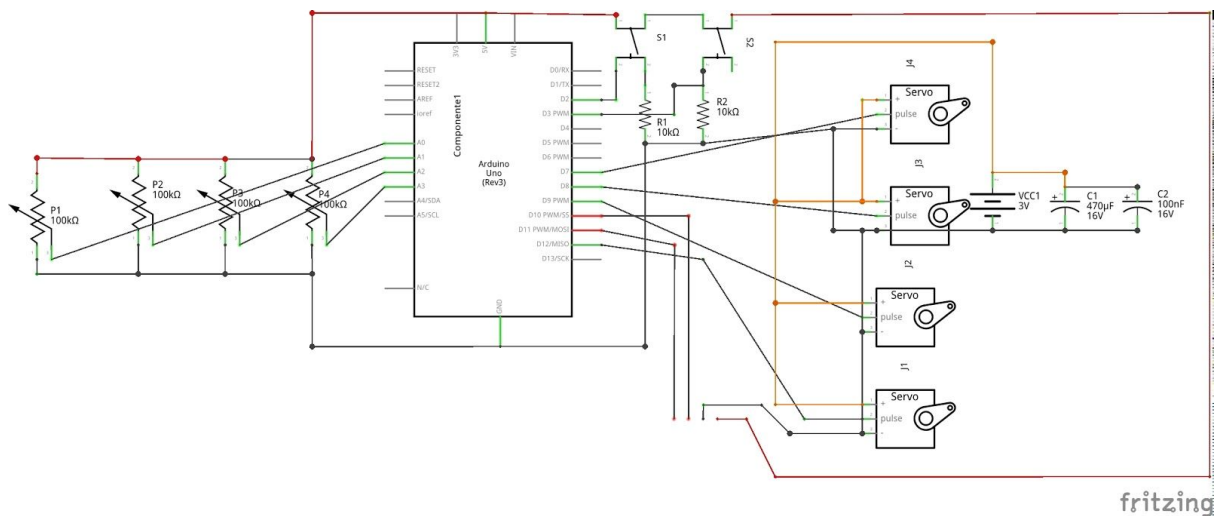 3V3
5V
VIN
RESET
RESET2
AREF
ioref
A0
A1
A2
A3
A4/SDA
A5/SCL
N/C
GND
Componente1
Arduino
Uno
(Rev3)
D0/RX
D1/TX
D2
D3 PWM
D4
D5 PWM
D6 PWM
D7
D8
D9 PWM
D10 PWM/SS
D11 PWM/MOSI
D12/MISO
D13/SCK
P1
100kΩ
P2
100kΩ
P3
100kΩ
P4
100kΩ
S1
S2
R1
10kΩ
R2
10kΩ
J4
Servo
+
pulse
-
J3
Servo
+
pulse
-
J2
Servo
+
pulse
-
J1
Servo
+
pulse
-
VCC1
3V
+
C1
470µF
16V
+
C2
100nF
16V
fritzing